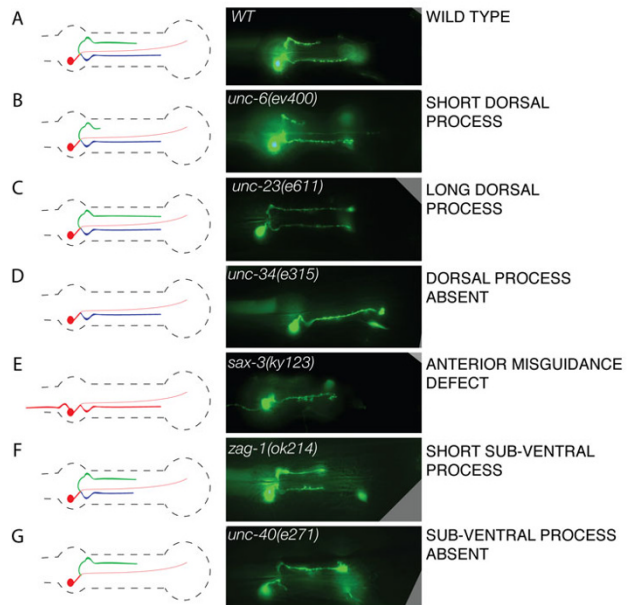 A
WT
WILD TYPE
B
unc-6(ev400)
SHORT DORSAL
PROCESS
C
unc-23(e611)
LONG DORSAL
PROCESS
D
unc-34(e315)
DORSAL PROCESS
ABSENT
E
sax-3(ky123)
ANTERIOR MISGUIDANCE
DEFECT
F
zag-1(ok214)
SHORT SUB-VENTRAL
PROCESS
G
unc-40(e271)
SUB-VENTRAL PROCESS
ABSENT